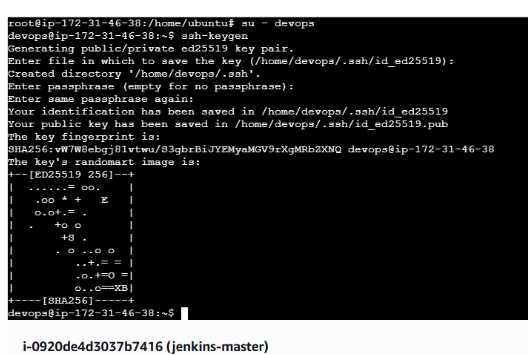 root@ip-172-31-46-38:/home/ubuntu# su - devops
devops@ip-172-31-46-38:~$ ssh-keygen
Generating public/private ed25519 key pair.
Enter file in which to save the key (/home/devops/.ssh/id_ed25519):
Created directory '/home/devops/.ssh'.
Enter passphrase (empty for no passphrase):
Enter same passphrase again:
Your identification has been saved in /home/devops/.ssh/id_ed25519
Your public key has been saved in /home/devops/.ssh/id_ed25519.pub
The key fingerprint is:
SHA256:vW7W8ebgj81vtwu/S3gbrBiJYEMyaMGV9rXgMRbZXNQ devops@ip-172-31-46-38
The key's randomart image is:
+--[ED25519 256]--+
|  ......= oo.    |
|   .oo * +   E   |
|   o.o+.= .      |
|  .  +o o        |
|      +S .       |
|     . o ..o o   |
|        ..+.= =  |
|        .o.+=O =|
|        o..o==XB|
+----[SHA256]-----+
devops@ip-172-31-46-38:~$
i-0920de4d3037b7416 (jenkins-master)